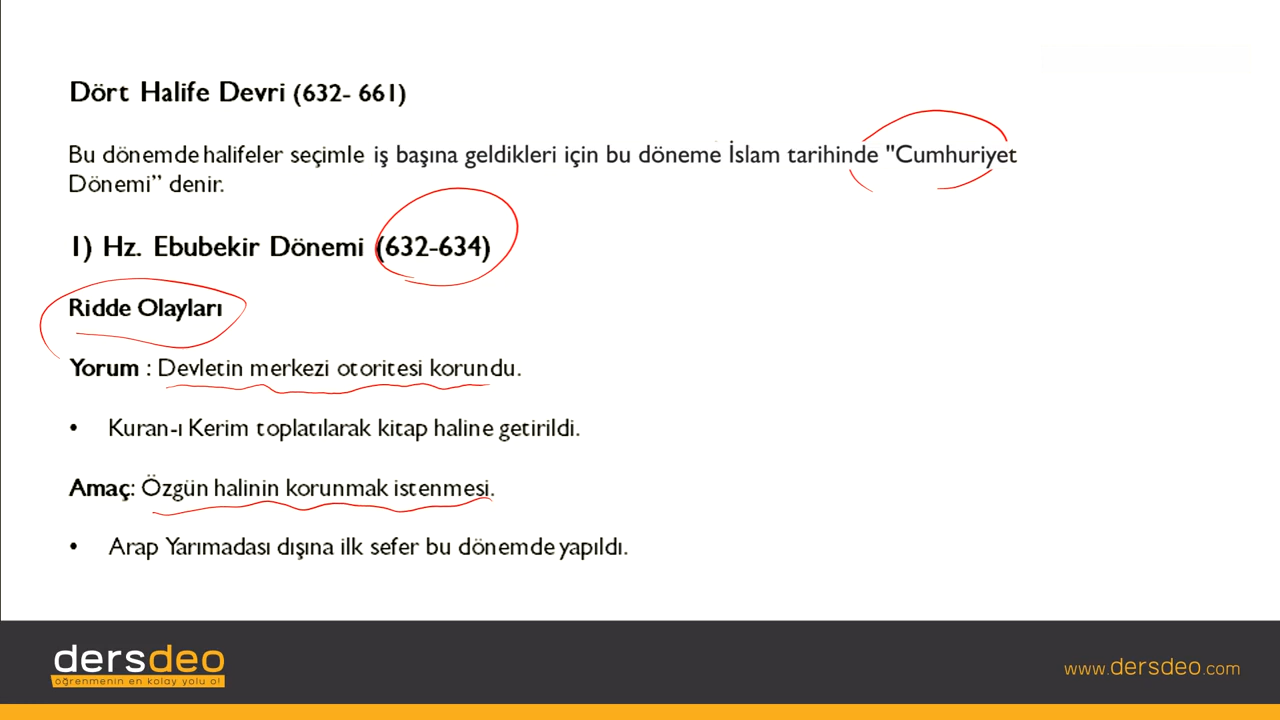 Dört Halife Devri (632- 661)
Bu dönemde halifeler seçimle iş başına geldikleri için bu döneme İslam tarihinde "Cumhuriyet
Dönemi” denir.
1) Hz. Ebubekir Dönemi (632-634)
Ridde Olayları
Yorum : Devletin merkezi otoritesi korundu.
• Kuran-ı Kerim toplatılarak kitap haline getirildi.
Amaç: Özgün halinin korunmak istenmesi.
• Arap Yarımadası dışına ilk sefer bu dönemde yapıldı.
dersdeo
öğrenmenin en kolay yolu o!
www.dersdeo.com